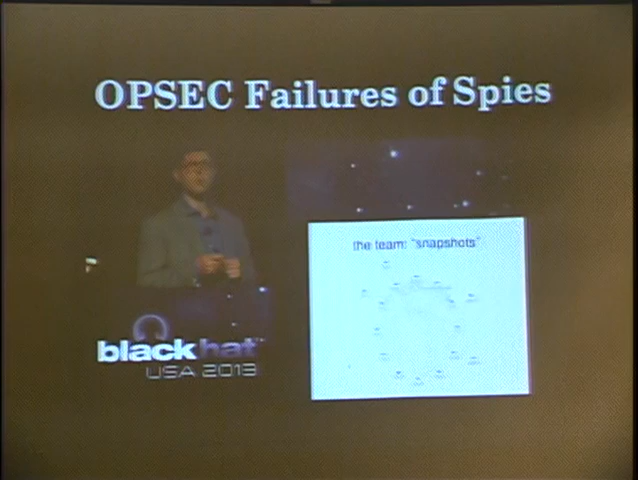 OPSEC Failures of Spies
the team: "snapshots"
blackhat
USA 2013